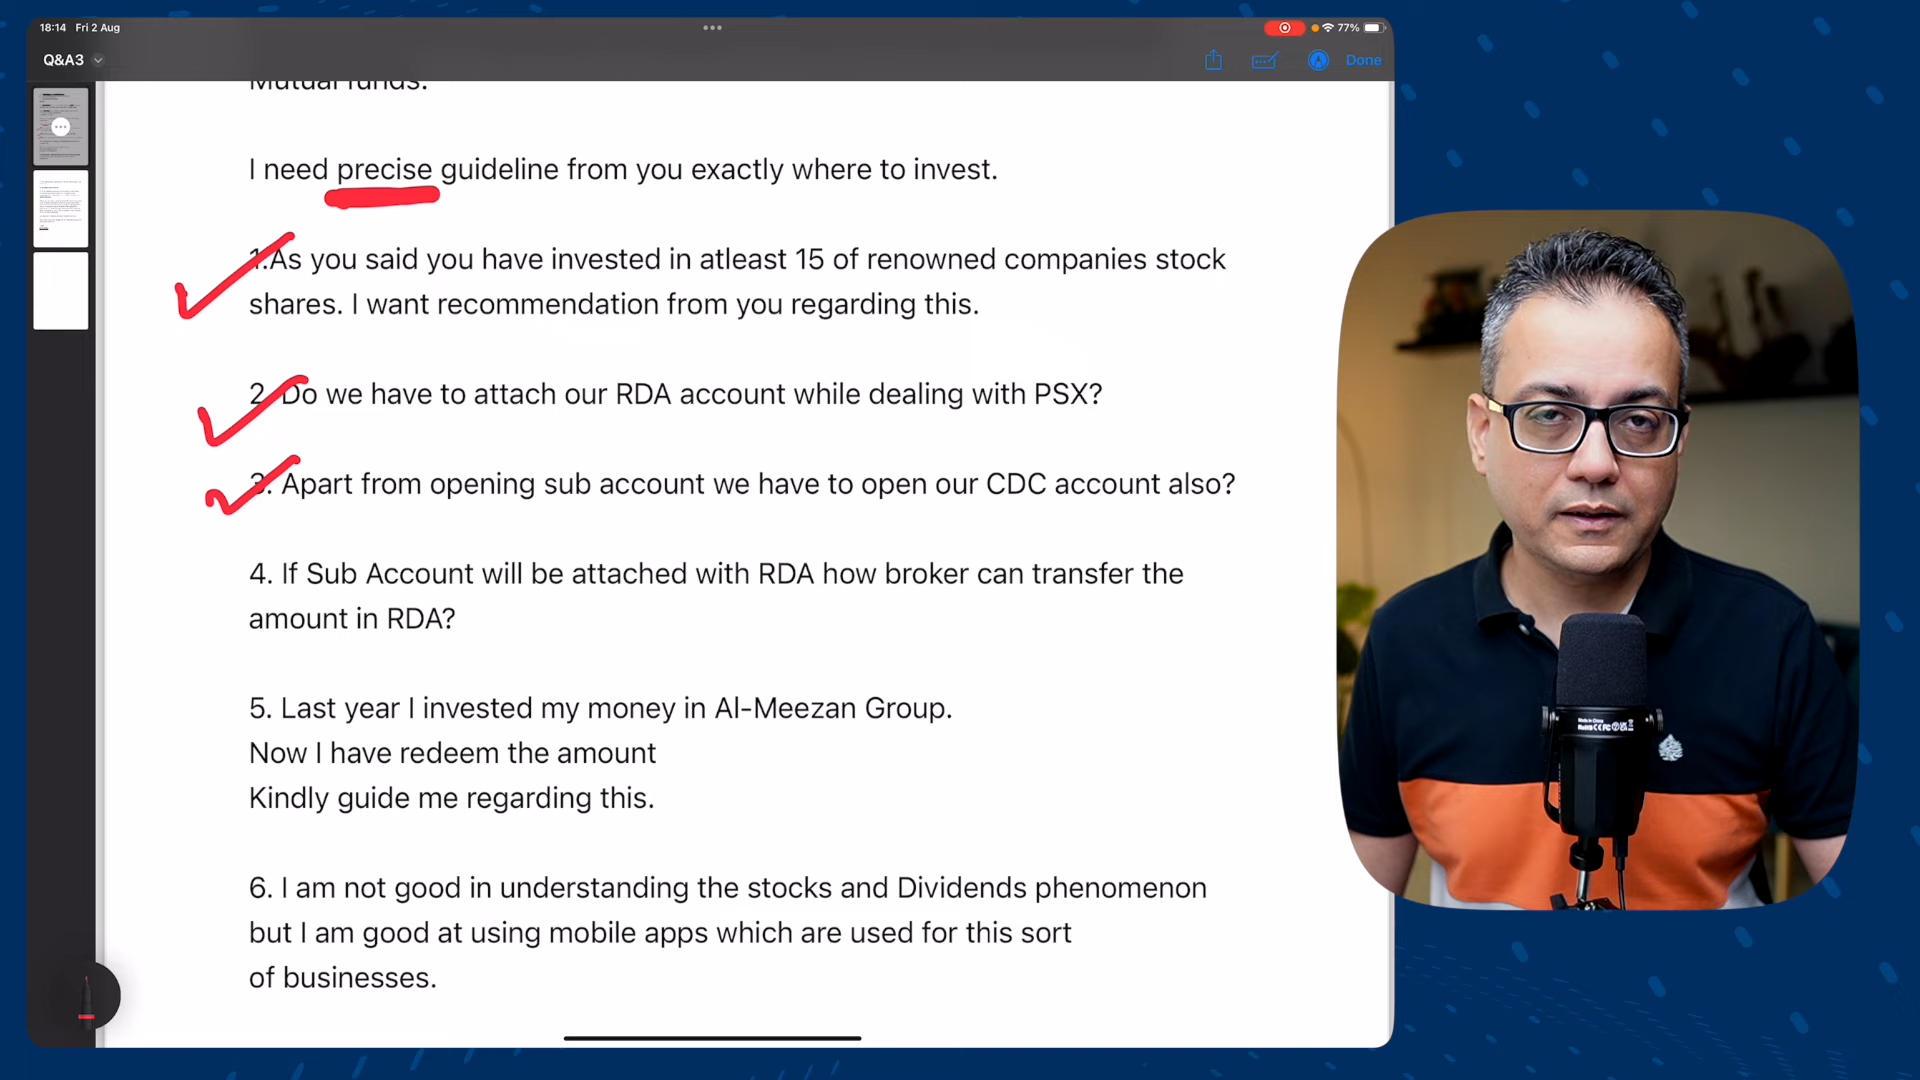 18:14 Fri 2 Aug
77%
Q&A3
Done
Mutual funds.
I need precise guideline from you exactly where to invest.
1.As you said you have invested in atleast 15 of renowned companies stock
shares. I want recommendation from you regarding this.
2. Do we have to attach our RDA account while dealing with PSX?
3. Apart from opening sub account we have to open our CDC account also?
4. If Sub Account will be attached with RDA how broker can transfer the
amount in RDA?
5. Last year I invested my money in Al-Meezan Group.
Now I have redeem the amount
Kindly guide me regarding this.
6. I am not good in understanding the stocks and Dividends phenomenon
but I am good at using mobile apps which are used for this sort
of businesses.